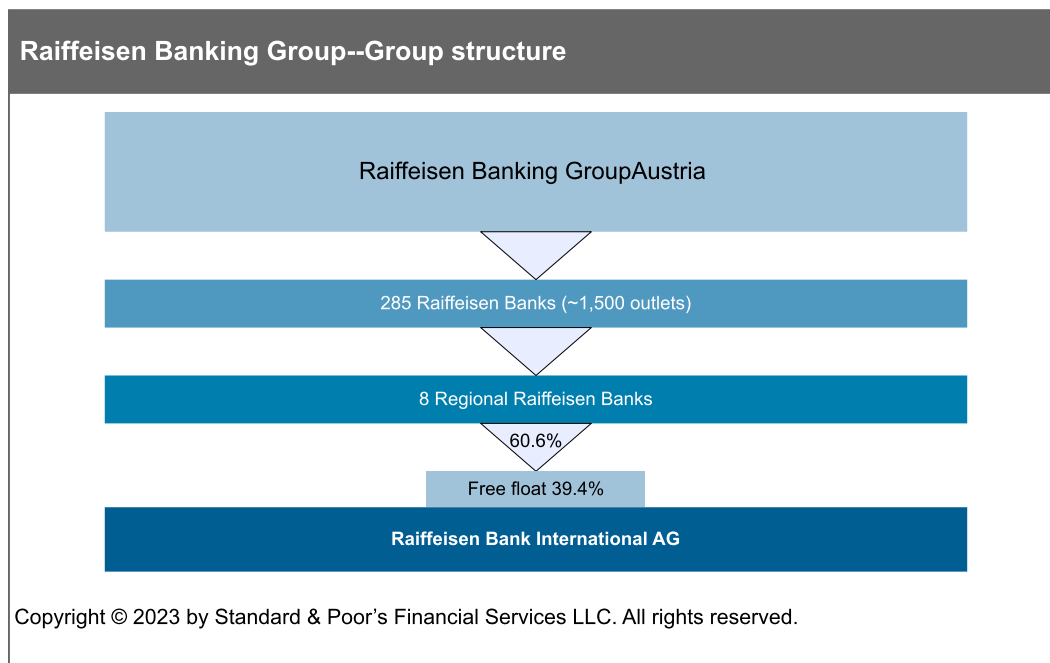 Raiffeisen Banking Group--Group structure
Raiffeisen Banking GroupAustria
285 Raiffeisen Banks (~1,500 outlets)
8 Regional Raiffeisen Banks
60.6%
Free float 39.4%
Raiffeisen Bank International AG
Copyright © 2023 by Standard & Poor’s Financial Services LLC. All rights reserved.